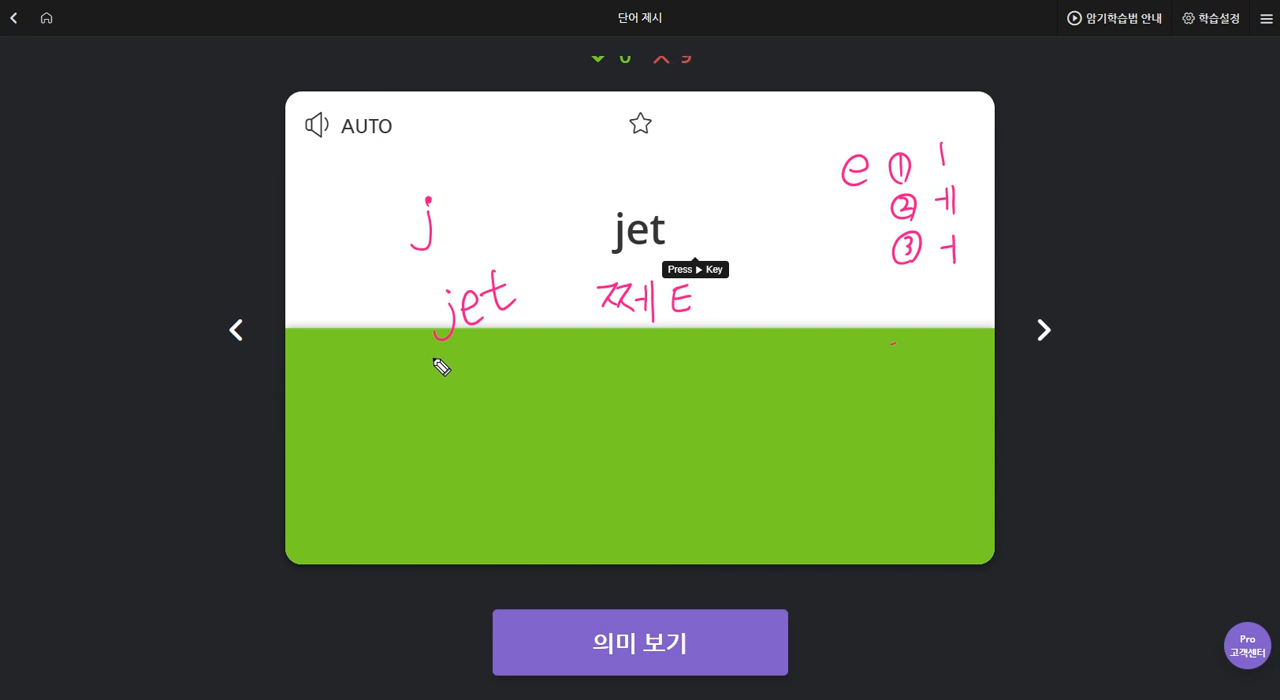 단어 제시
암기학습법 안내
학습설정
AUTO
e ① ㅣ
② ㅔ
③ ㅓ
j
jet
Press ▶ Key
jet
쩨 ㅌ
의미 보기
Pro
고객센터